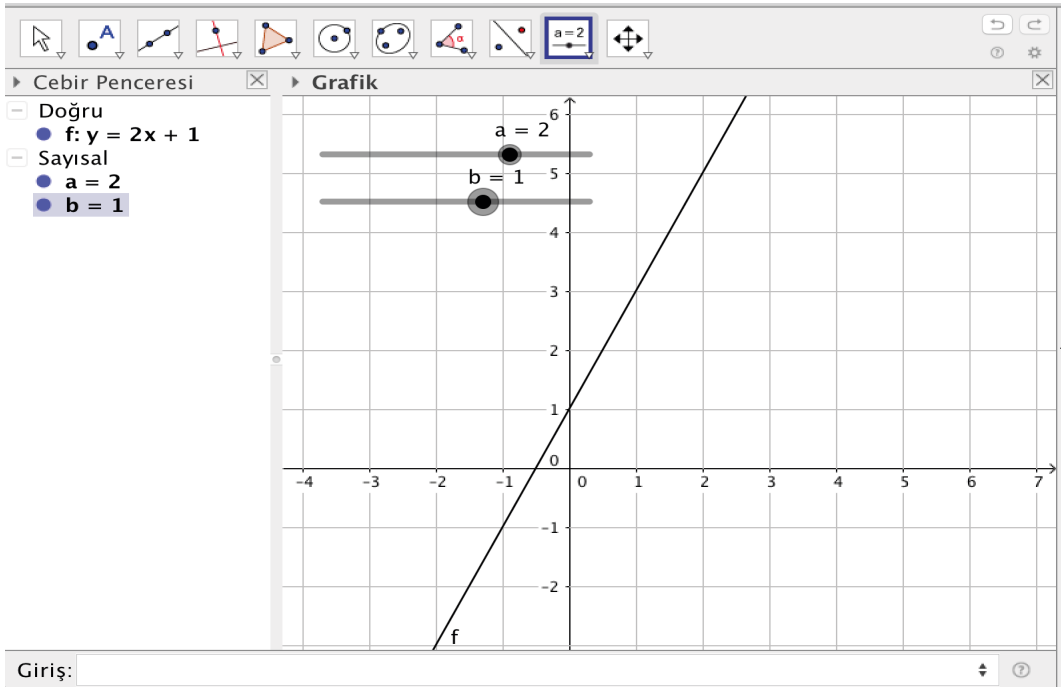 A
α
a=2
Cebir Penceresi
Grafik
Doğru
f: y = 2x + 1
Sayısal
a = 2
b = 1
a = 2
b = 1
6
5
4
3
2
1
0
-4 -3 -2 -1 0 1 2 3 4 5 6 7
-1
-2
f
Giriş: